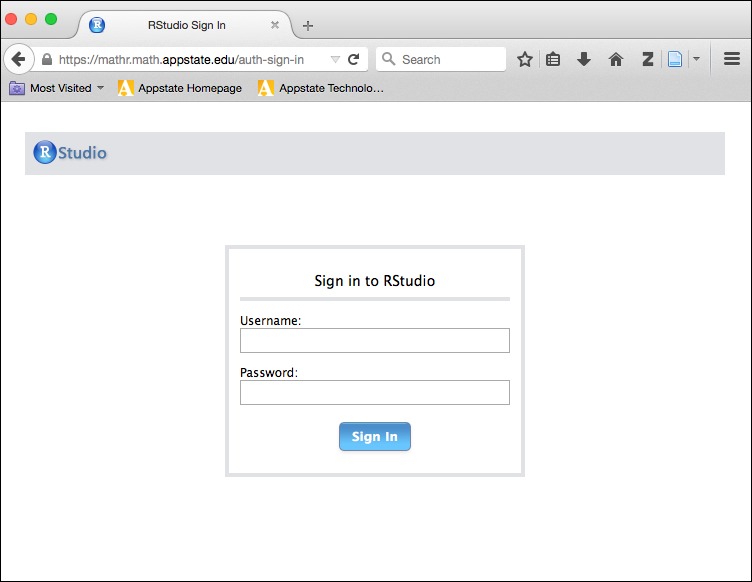 RStudio Sign In
https://mathr.math.appstate.edu/auth-sign-in
Search
Z
Most Visited
A Appstate Homepage
A Appstate Technolo…
R Studio
Sign in to RStudio
Username:
Password:
Sign In